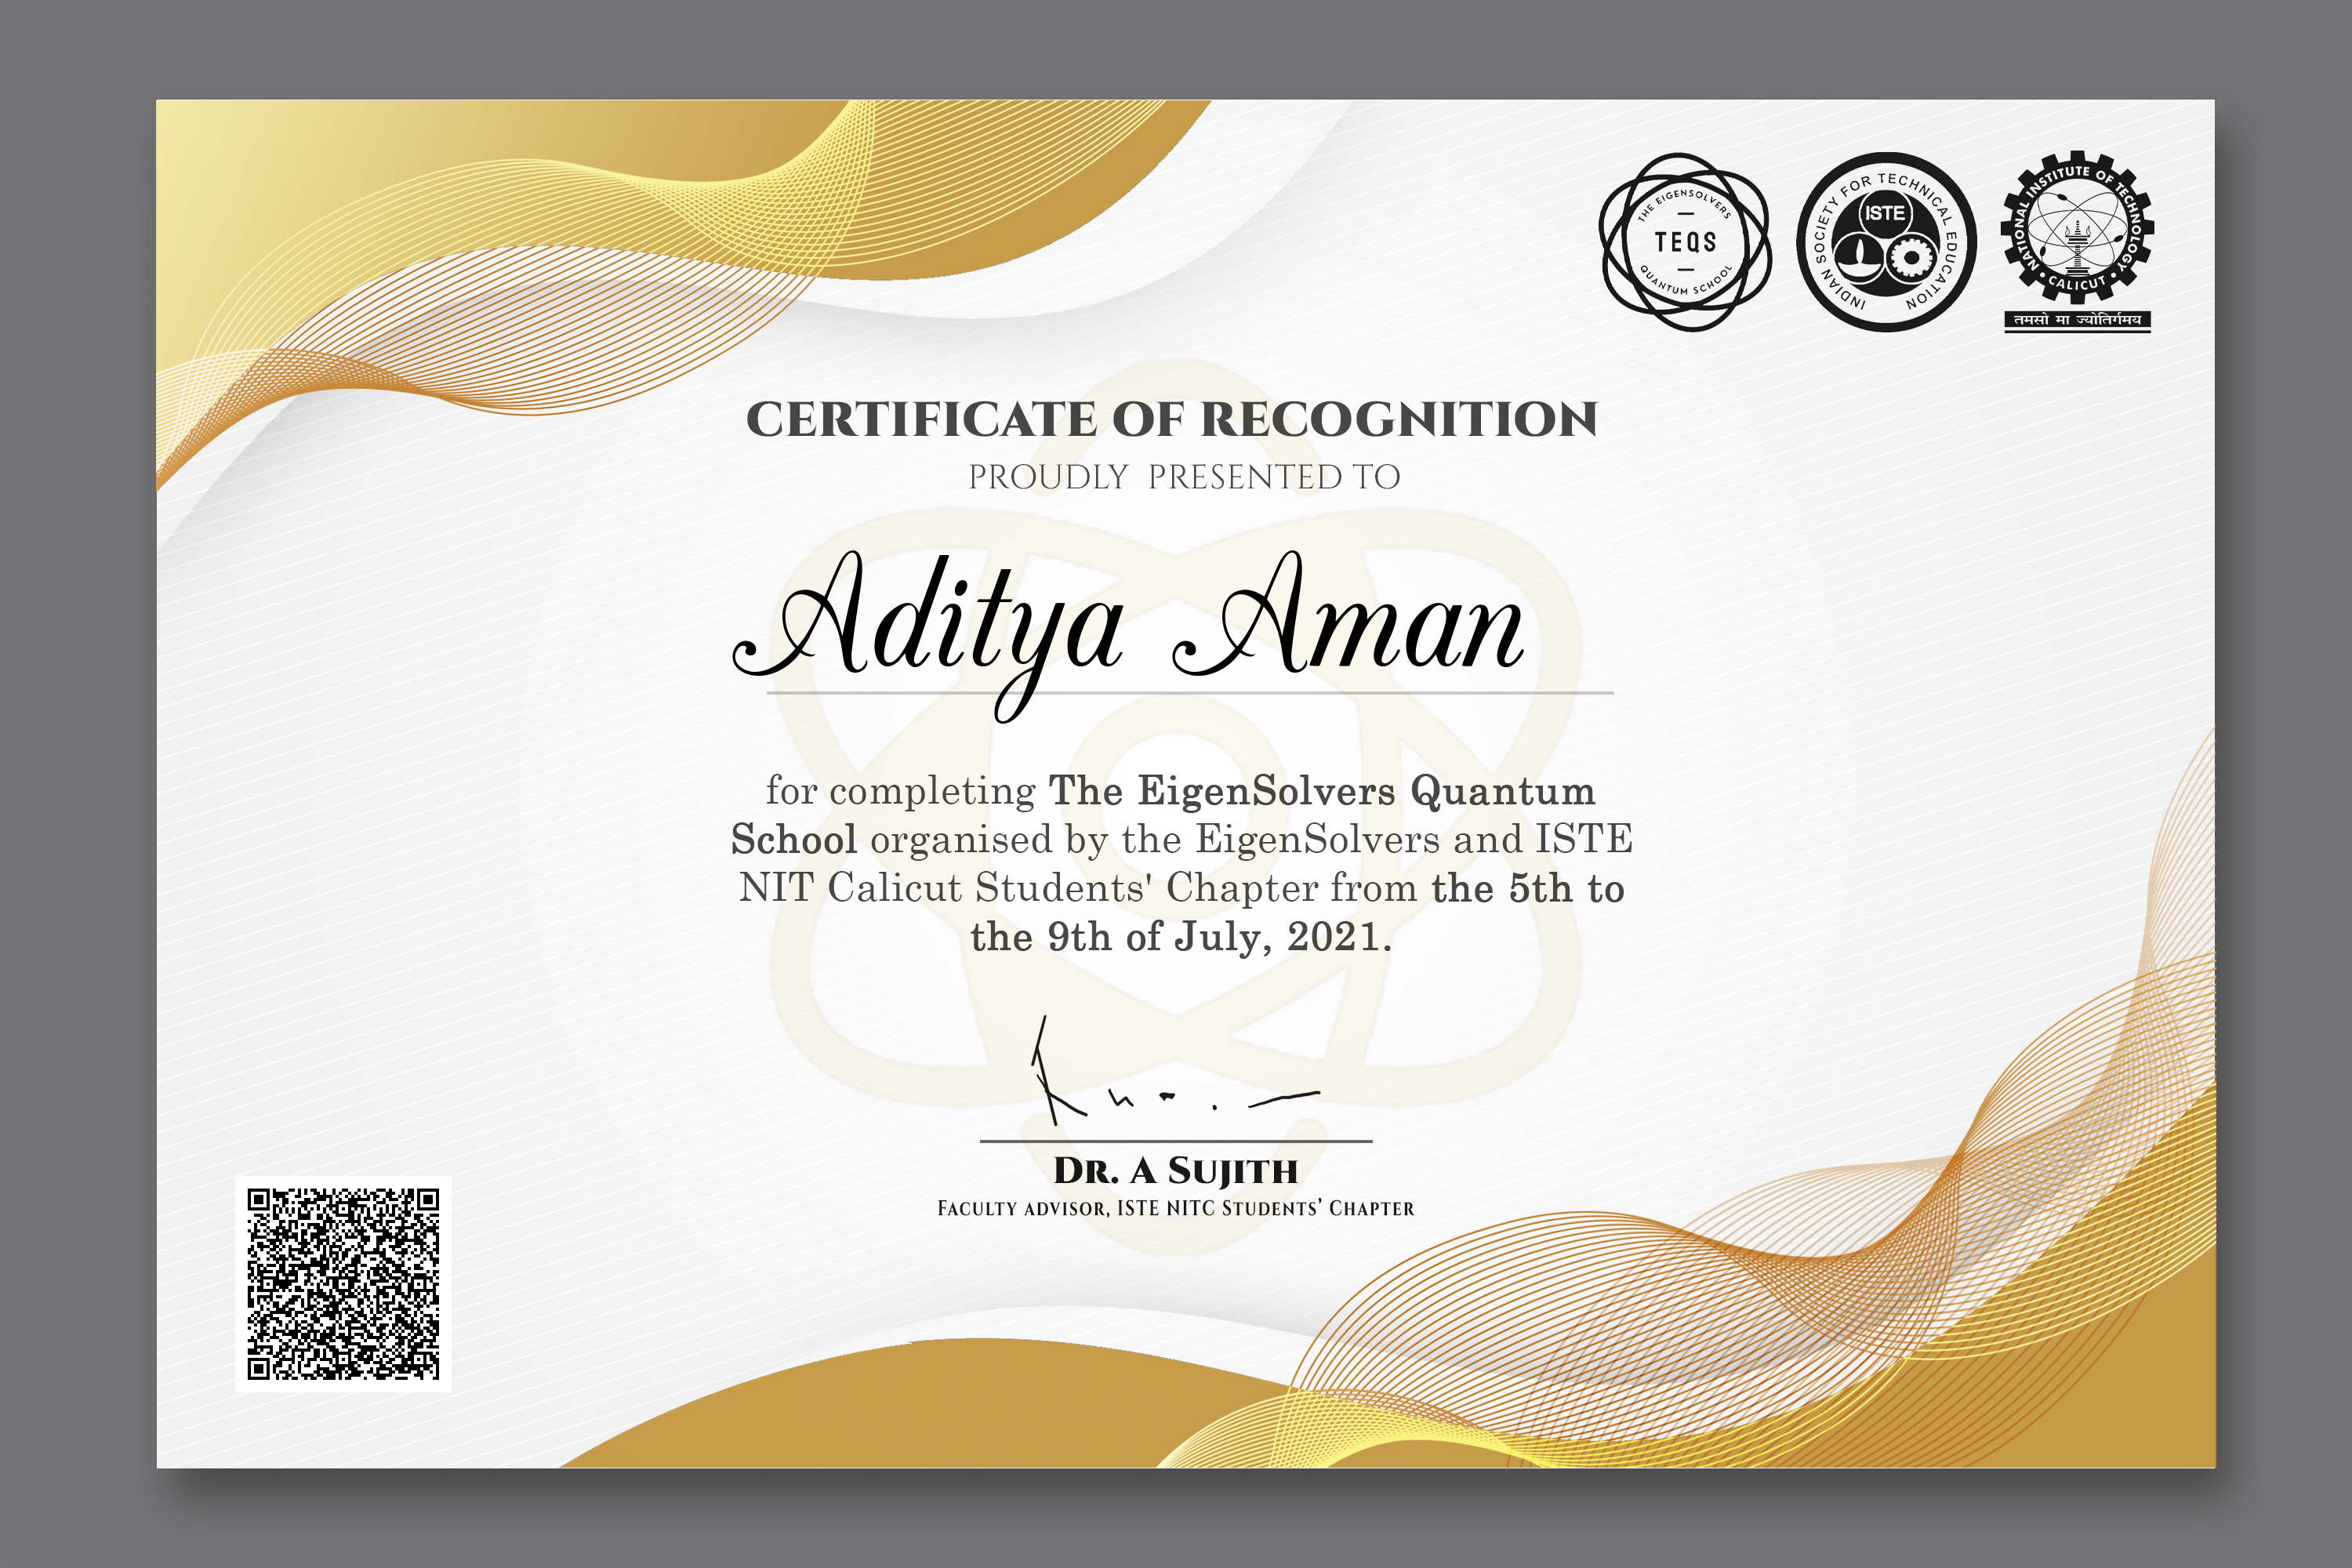 THE EIGENSOLVERS
TEQS
QUANTUM SCHOOL
INDIAN SOCIETY FOR TECHNICAL EDUCATION
ISTE
NATIONAL INSTITUTE OF TECHNOLOGY
• CALICUT •
तमसो मा ज्योतिर्गमय
CERTIFICATE OF RECOGNITION
PROUDLY PRESENTED TO
Aditya Aman
for completing The EigenSolvers Quantum
School organised by the EigenSolvers and ISTE
NIT Calicut Students' Chapter from the 5th to
the 9th of July, 2021.
DR. A SUJITH
FACULTY ADVISOR, ISTE NITC STUDENTS’ CHAPTER